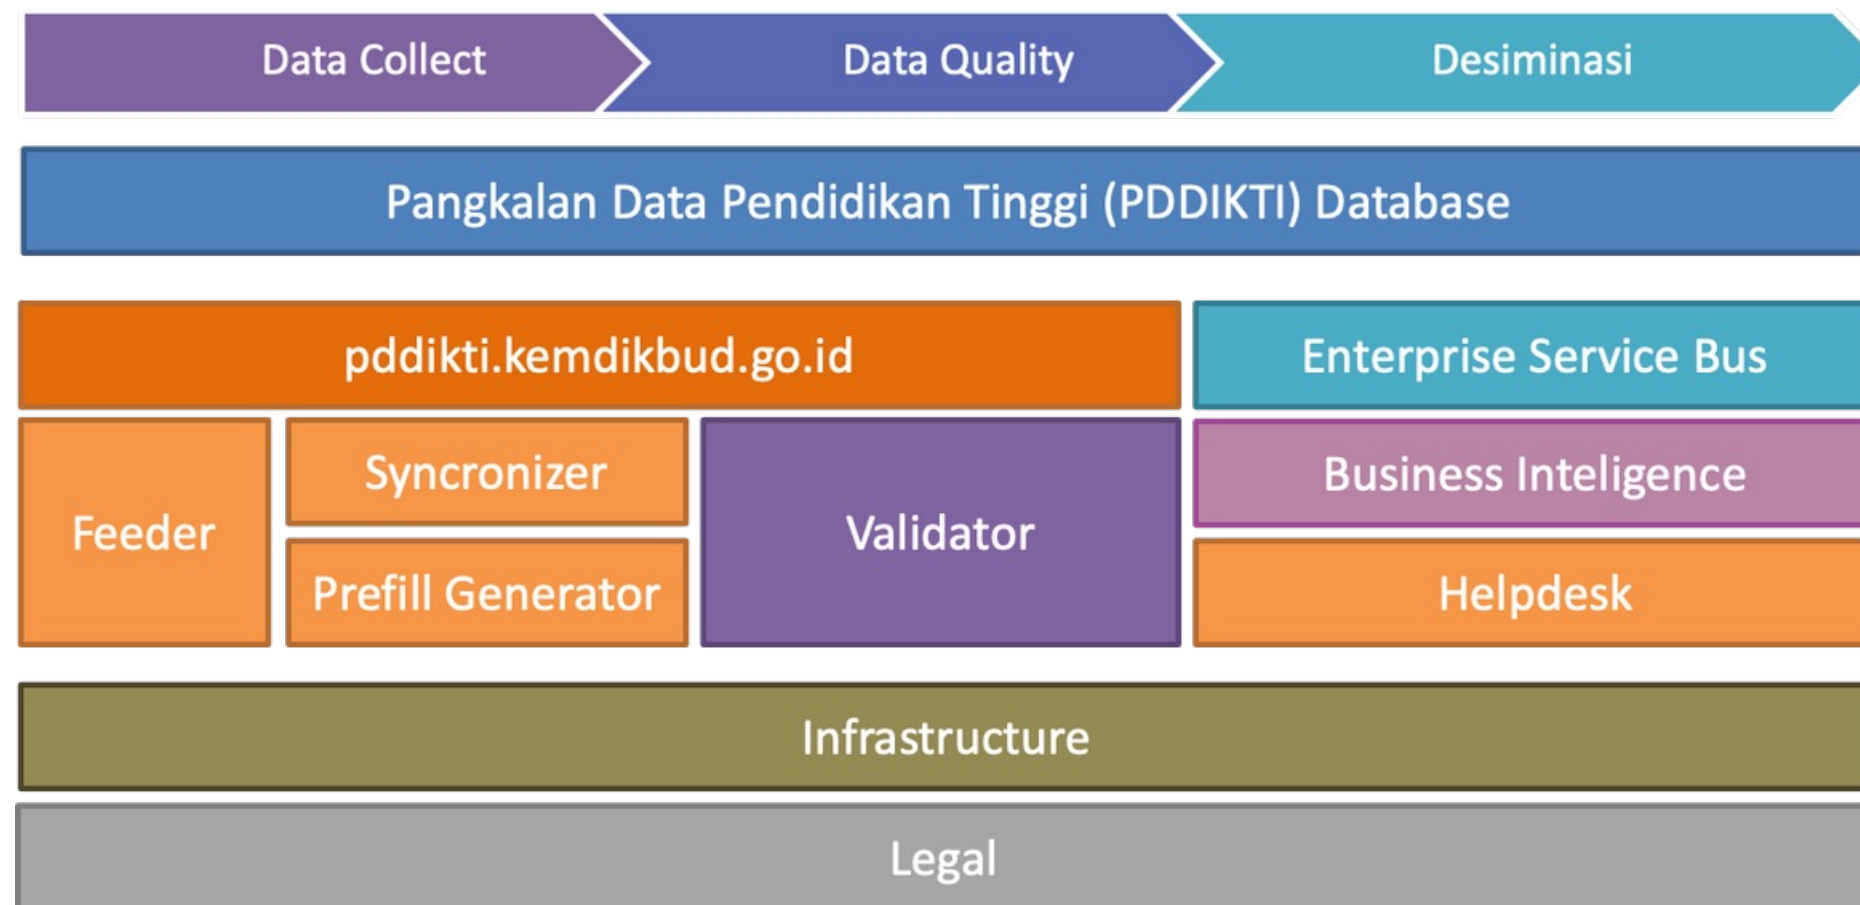 Data Collect
Data Quality
Desiminasi
Pangkalan Data Pendidikan Tinggi (PDDIKTI) Database
pddikti.kemdikbud.go.id
Enterprise Service Bus
Feeder
Syncronizer
Prefill Generator
Validator
Business Inteligence
Helpdesk
Infrastructure
Legal